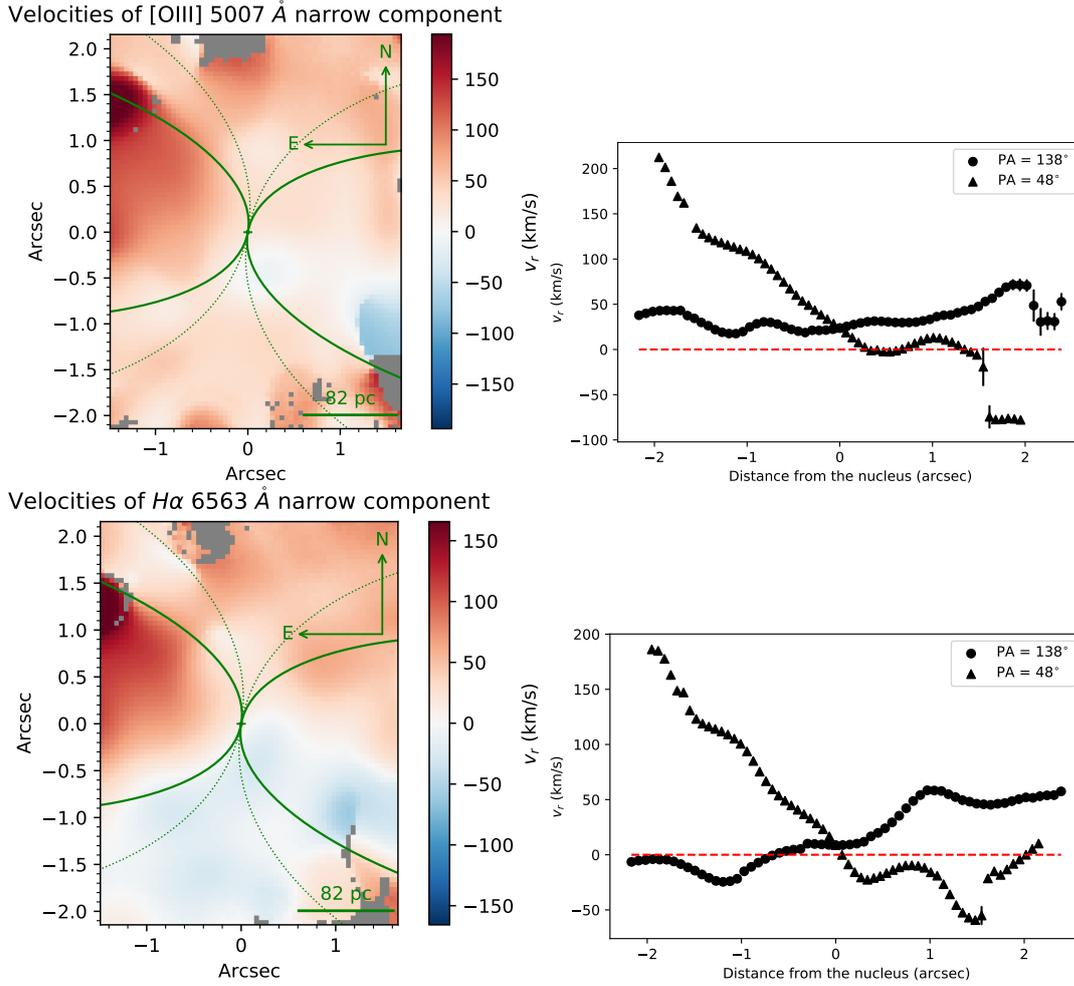 Velocities of [OIII] 5007 Å narrow component
2.0
1.5
1.0
0.5
0.0
−0.5
−1.0
−1.5
−2.0
Arcsec
N
E
82 pc
−1
0
1
Arcsec
150
100
50
0
−50
−100
−150
v_r (km/s)
200
150
100
50
0
−50
−100
v_r (km/s)
PA = 138°
PA = 48°
−2
−1
0
1
2
Distance from the nucleus (arcsec)
Velocities of Hα 6563 Å narrow component
2.0
1.5
1.0
0.5
0.0
−0.5
−1.0
−1.5
−2.0
Arcsec
N
E
82 pc
−1
0
1
Arcsec
150
100
50
0
−50
−100
−150
v_r (km/s)
200
150
100
50
0
−50
v_r (km/s)
PA = 138°
PA = 48°
−2
−1
0
1
2
Distance from the nucleus (arcsec)